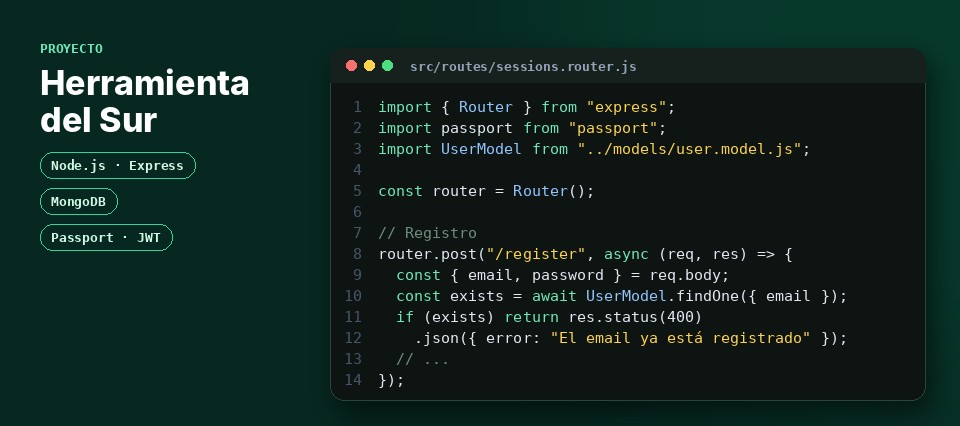 PROYECTO
Herramienta
del Sur
Node.js · Express
MongoDB
Passport · JWT
src/routes/sessions.router.js
1 import { Router } from "express";
2 import passport from "passport";
3 import UserModel from "../models/user.model.js";
4
5 const router = Router();
6
7 // Registro
8 router.post("/register", async (req, res) => {
9   const { email, password } = req.body;
10   const exists = await UserModel.findOne({ email });
11   if (exists) return res.status(400)
12     .json({ error: "El email ya está registrado" });
13   // ...
14 });